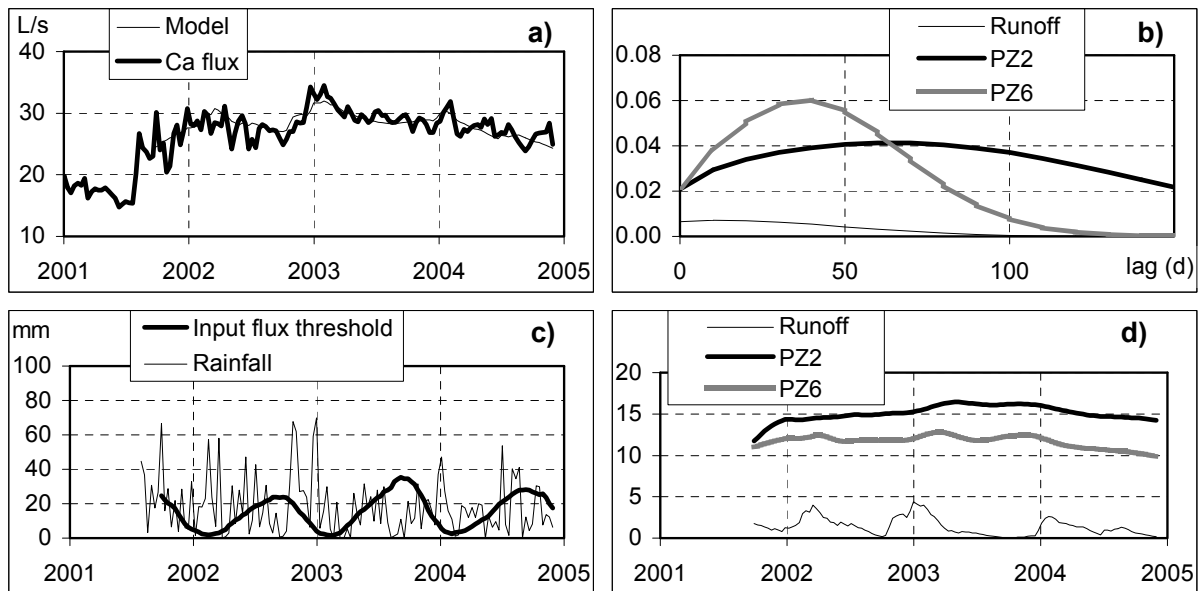 L/s
Model
Ca flux
a)
40
30
20
10
2001
2002
2003
2004
2005
Runoff
PZ2
PZ6
b)
0.08
0.06
0.04
0.02
0.00
0
50
100
lag (d)
mm
Input flux threshold
Rainfall
c)
100
80
60
40
20
0
2001
2002
2003
2004
2005
Runoff
PZ2
PZ6
d)
20
15
10
5
0
2001
2002
2003
2004
2005